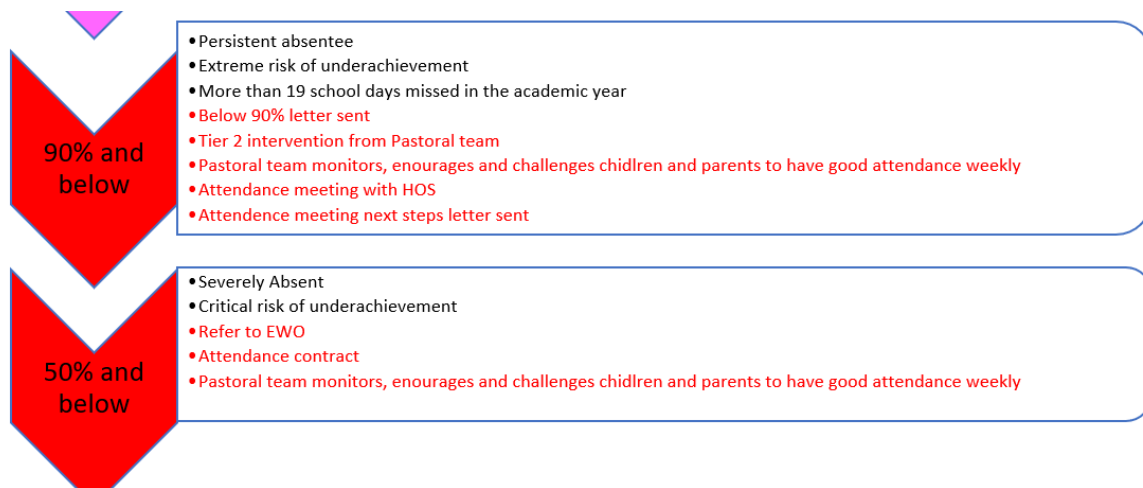 90% and
below
•Persistent absentee
•Extreme risk of underachievement
•More than 19 school days missed in the academic year
•Below 90% letter sent
•Tier 2 intervention from Pastoral team
•Pastoral team monitors, enourages and challenges chidlren and parents to have good attendance weekly
•Attendance meeting with HOS
•Attendence meeting next steps letter sent
50% and
below
•Severely Absent
•Critical risk of underachievement
•Refer to EWO
•Attendance contract
•Pastoral team monitors, enourages and challenges chidlren and parents to have good attendance weekly